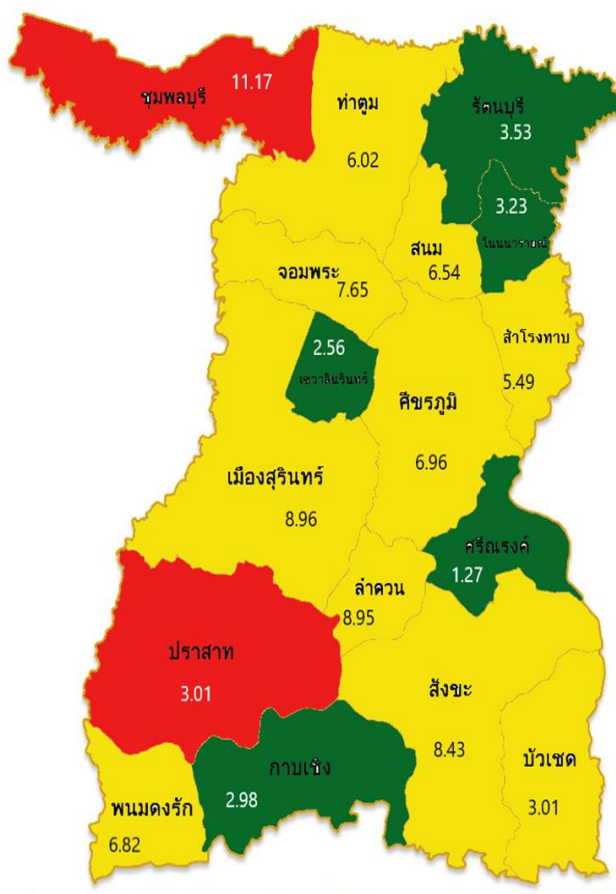 ชุมพลบุรี
11.17
ท่าตูม
6.02
รัตนบุรี
3.53
3.23
โนนนารายณ์
สนม
6.54
จอมพระ
7.65
สำโรงทาบ
5.49
2.56
เขวาสินรินทร์
ศีขรภูมิ
6.96
เมืองสุรินทร์
8.96
ศรีณรงค์
1.27
ลำดวน
8.95
ปราสาท
3.01
สังขะ
8.43
บัวเชด
3.01
กาบเชิง
2.98
พนมดงรัก
6.82